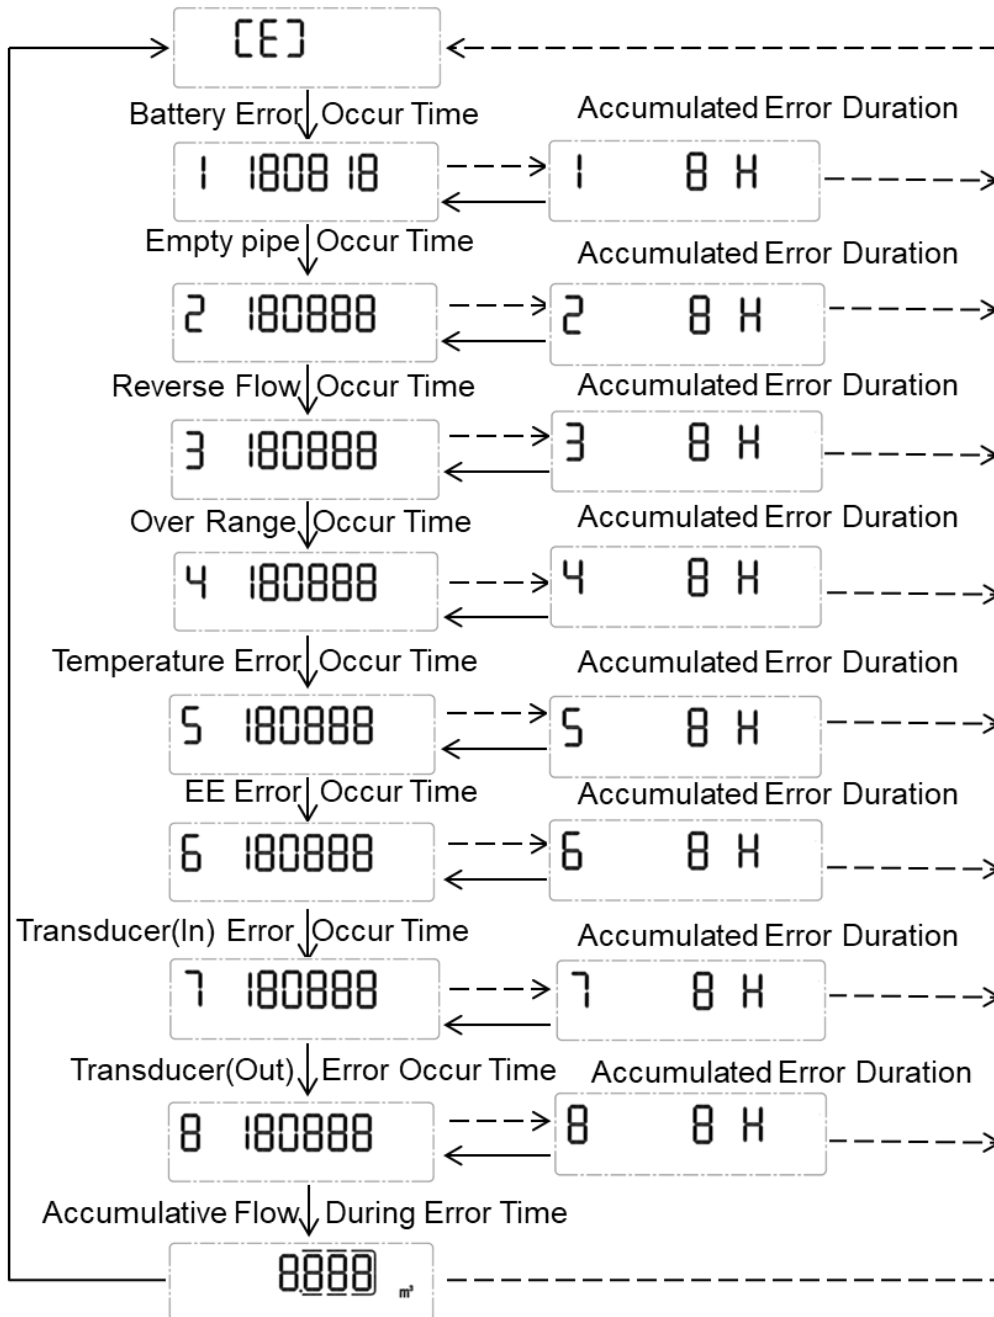 [E]
Battery Error Occur Time Accumulated Error Duration
1 180818 1 8 H
Empty pipe Occur Time Accumulated Error Duration
2 180888 2 8 H
Reverse Flow Occur Time Accumulated Error Duration
3 180888 3 8 H
Over Range Occur Time Accumulated Error Duration
4 180888 4 8 H
Temperature Error Occur Time Accumulated Error Duration
5 180888 5 8 H
EE Error Occur Time Accumulated Error Duration
6 180888 6 8 H
Transducer(In) Error Occur Time Accumulated Error Duration
7 180888 7 8 H
Transducer(Out) Error Occur Time Accumulated Error Duration
8 180888 8 8 H
Accumulative Flow During Error Time
8.888 m³